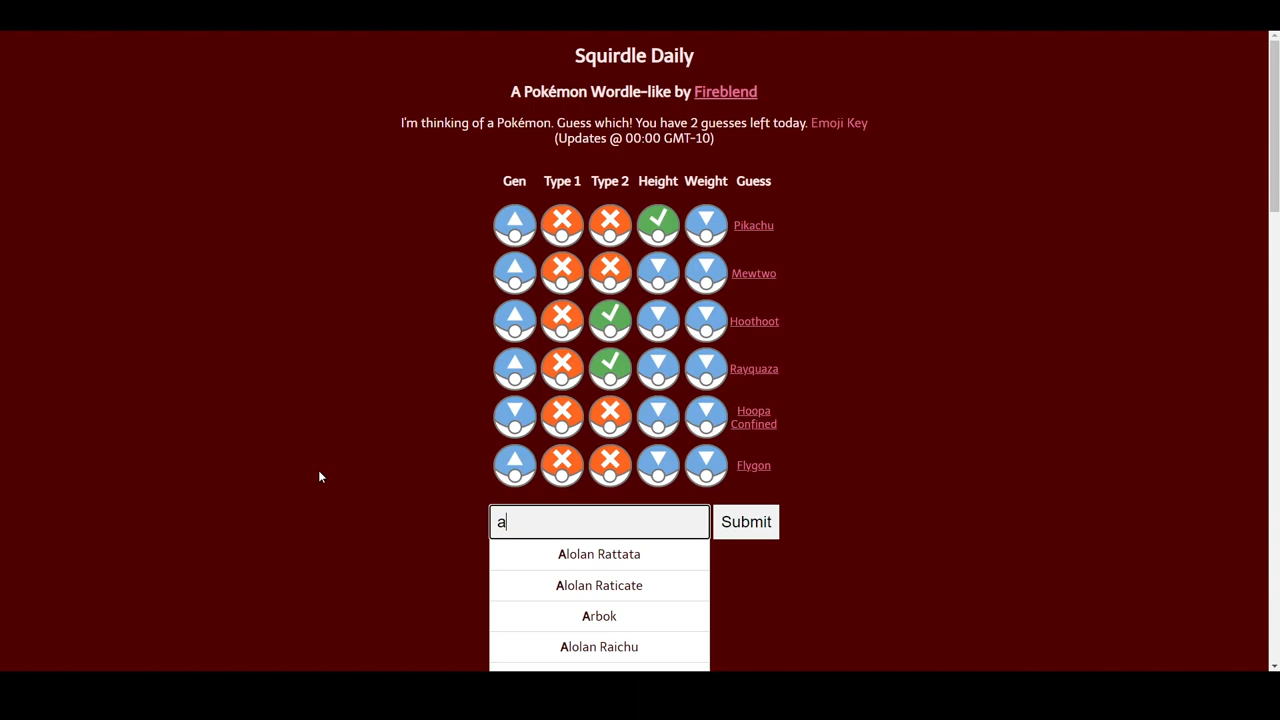 Squirdle Daily
A Pokémon Wordle-like by Fireblend
I'm thinking of a Pokémon. Guess which! You have 2 guesses left today. Emoji Key
(Updates @ 00:00 GMT-10)
Gen Type 1 Type 2 Height Weight Guess
Pikachu
Mewtwo
Hoothoot
Rayquaza
Hoopa
Confined
Flygon
a Submit
Alolan Rattata
Alolan Raticate
Arbok
Alolan Raichu